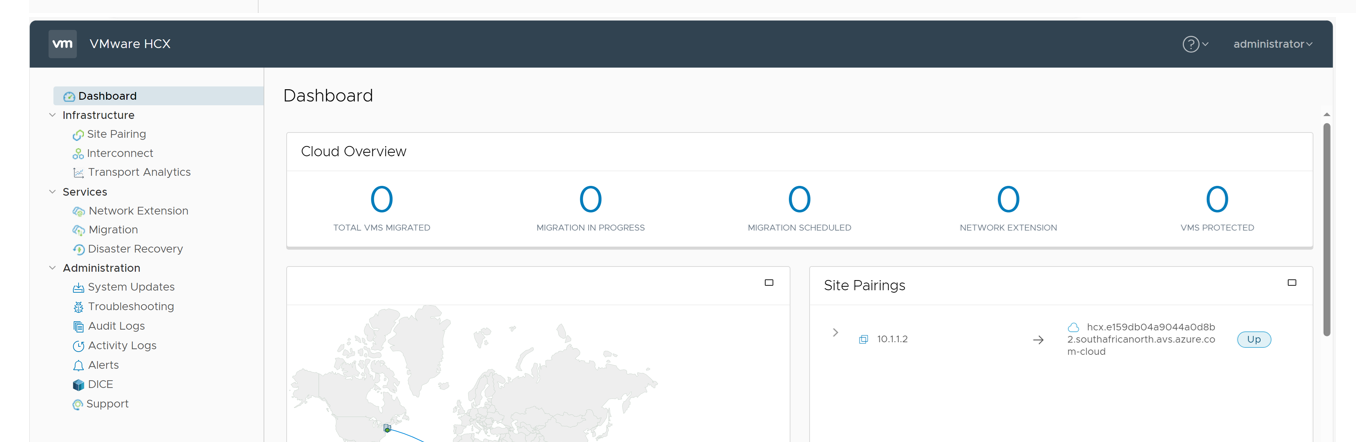 vm VMware HCX
? administrator
Dashboard
Infrastructure
Site Pairing
Interconnect
Transport Analytics
Services
Network Extension
Migration
Disaster Recovery
Administration
System Updates
Troubleshooting
Audit Logs
Activity Logs
Alerts
DICE
Support
Dashboard
Cloud Overview
0 0 0 0 0
TOTAL VMS MIGRATED MIGRATION IN PROGRESS MIGRATION SCHEDULED NETWORK EXTENSION VMS PROTECTED
Site Pairings
10.1.1.2
hcx.e159db04a9044a0d8b
2.southafricanorth.avs.azure.co
m-cloud
Up